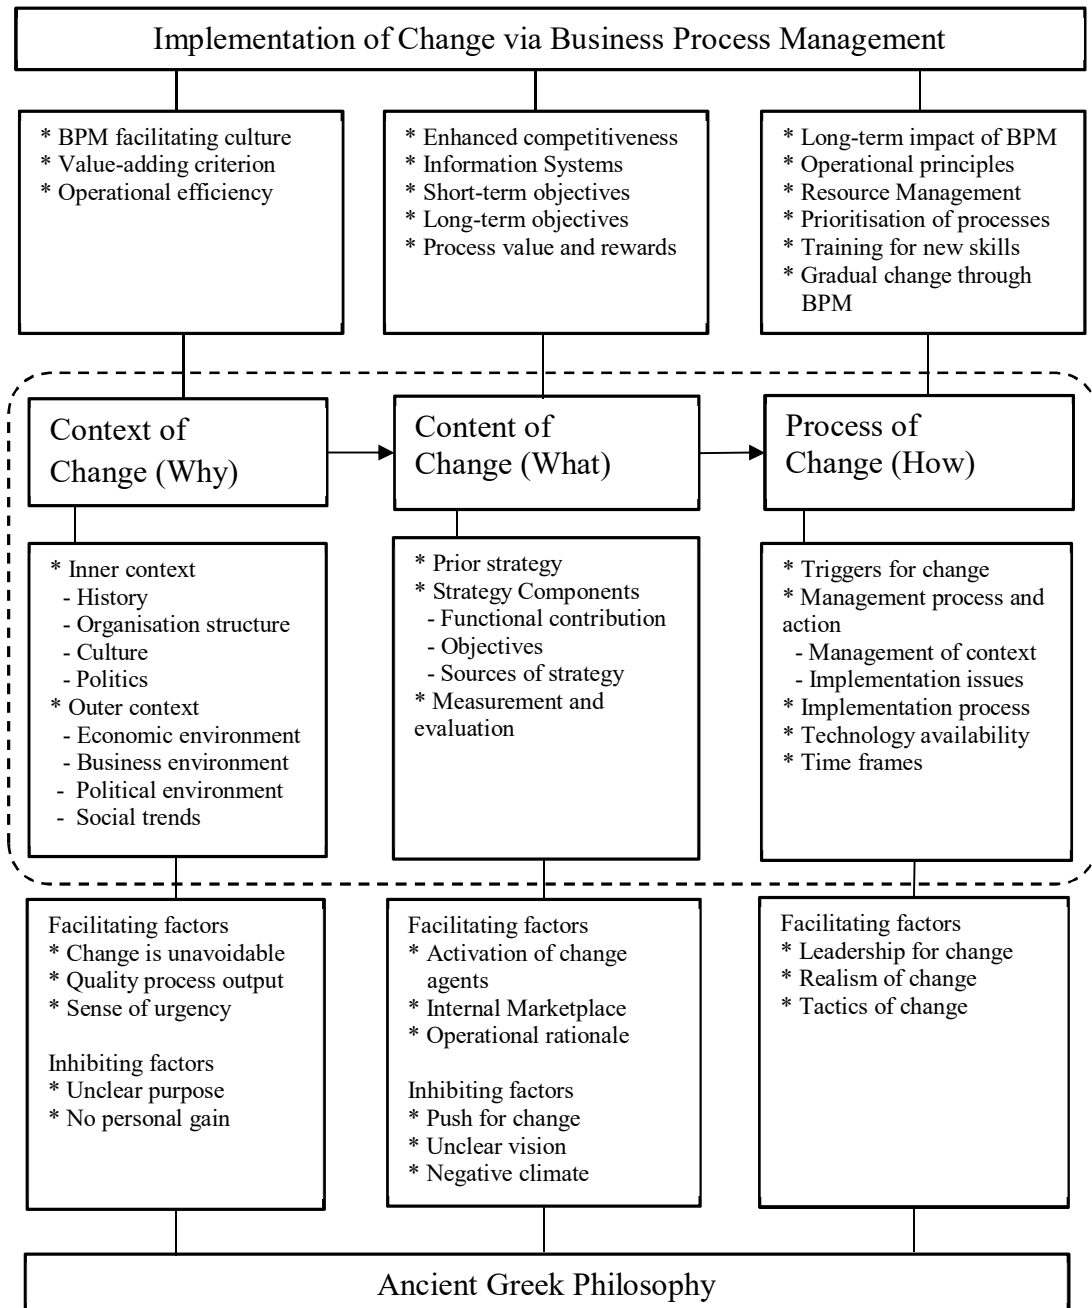 Implementation of Change via Business Process Management
* BPM facilitating culture
* Value-adding criterion
* Operational efficiency
* Enhanced competitiveness
* Information Systems
* Short-term objectives
* Long-term objectives
* Process value and rewards
* Long-term impact of BPM
* Operational principles
* Resource Management
* Prioritisation of processes
* Training for new skills
* Gradual change through
BPM
Context of
Change (Why)
Content of
Change (What)
Process of
Change (How)
* Inner context
- History
- Organisation structure
- Culture
- Politics
* Outer context
- Economic environment
- Business environment
- Political environment
- Social trends
* Prior strategy
* Strategy Components
- Functional contribution
- Objectives
- Sources of strategy
* Measurement and
evaluation
* Triggers for change
* Management process and
action
- Management of context
- Implementation issues
* Implementation process
* Technology availability
* Time frames
Facilitating factors
* Change is unavoidable
* Quality process output
* Sense of urgency
Inhibiting factors
* Unclear purpose
* No personal gain
Facilitating factors
* Activation of change
agents
* Internal Marketplace
* Operational rationale
Inhibiting factors
* Push for change
* Unclear vision
* Negative climate
Facilitating factors
* Leadership for change
* Realism of change
* Tactics of change
Ancient Greek Philosophy